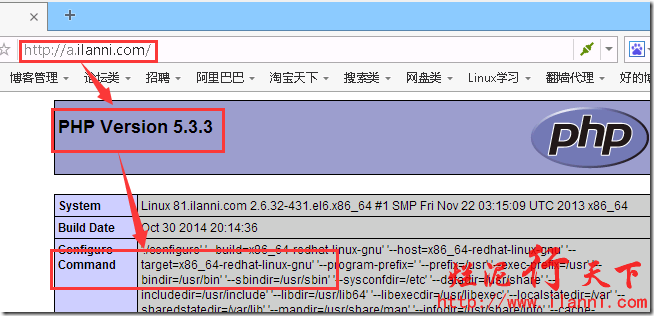 http://a.ilanni.com/
博客管理 论坛类 招聘 阿里巴巴 淘宝天下 搜索类 网盘类 Linux学习 翻墙代理 好的博
PHP Version 5.3.3
php
System Linux 81.ilanni.com 2.6.32-431.el6.x86_64 #1 SMP Fri Nov 22 03:15:09 UTC 2013 x86_64
Build Date Oct 30 2014 20:14:36
Configure Command './configure' '--build=x86_64-redhat-linux-gnu' '--host=x86_64-redhat-linux-gnu' '--
target=x86_64-redhat-linux-gnu' '--program-prefix=' '--prefix=/usr' '--exec-prefix=/usr' '--
bindir=/usr/bin' '--sbindir=/usr/sbin' '--sysconfdir=/etc' '--datadir=/usr/share' '--
includedir=/usr/include' '--libdir=/usr/lib64' '--libexecdir=/usr/libexec' '--localstatedir=/var' '--
sharedstatedir=/var/lib' '--mandir=/usr/share/man' '--infodir=/usr/share/info' '--cache-
行天下
http://www.ilanni.com